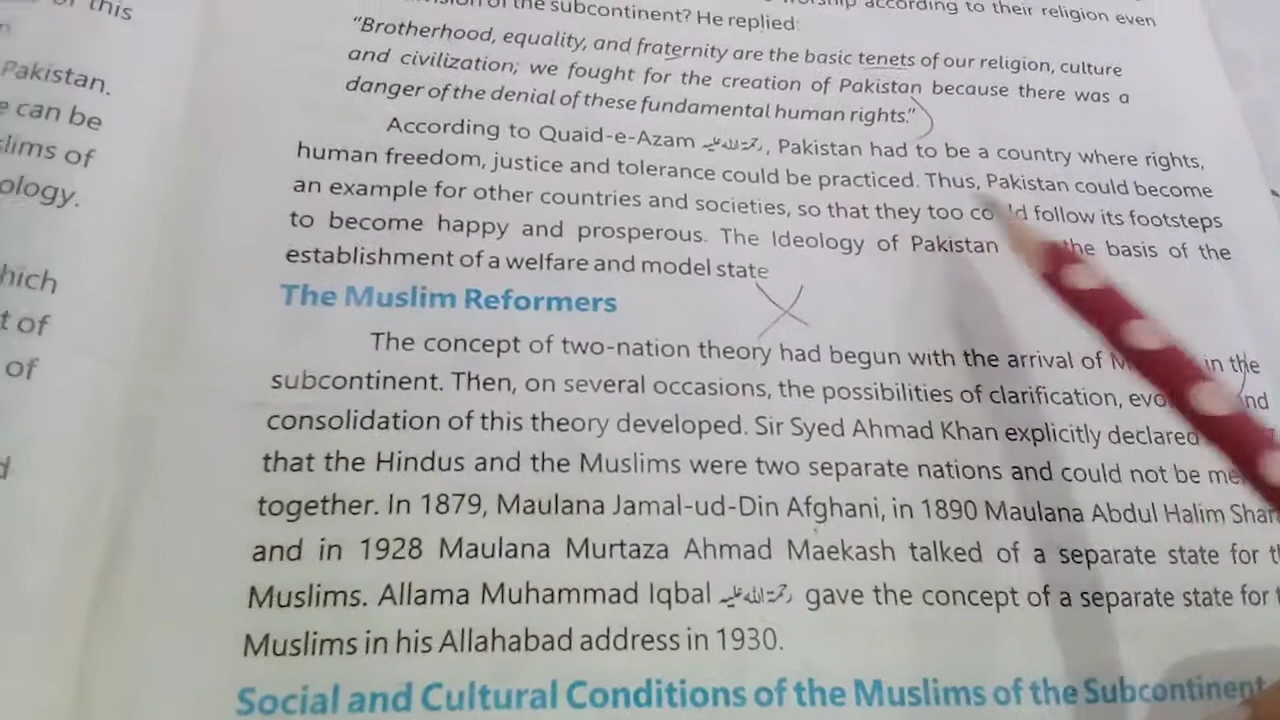 of this
Pakistan.
e can be
slims of
ology.
hich
t of
of
d
of the subcontinent? He replied: according to their religion even
“Brotherhood, equality, and fraternity are the basic tenets of our religion, culture
and civilization; we fought for the creation of Pakistan because there was a
danger of the denial of these fundamental human rights.”
According to Quaid-e-Azam رحمۃ اللہ علیہ, Pakistan had to be a country where rights,
human freedom, justice and tolerance could be practiced. Thus, Pakistan could become
an example for other countries and societies, so that they too could follow its footsteps
to become happy and prosperous. The Ideology of Pakistan the basis of the
establishment of a welfare and model state
The Muslim Reformers
The concept of two-nation theory had begun with the arrival of in the
subcontinent. Then, on several occasions, the possibilities of clarification, evo nd
consolidation of this theory developed. Sir Syed Ahmad Khan explicitly declared
that the Hindus and the Muslims were two separate nations and could not be me
together. In 1879, Maulana Jamal-ud-Din Afghani, in 1890 Maulana Abdul Halim Shar
and in 1928 Maulana Murtaza Ahmad Maekash talked of a separate state for t
Muslims. Allama Muhammad Iqbal رحمۃ اللہ علیہ gave the concept of a separate state for
Muslims in his Allahabad address in 1930.
Social and Cultural Conditions of the Muslims of the Subcontinent